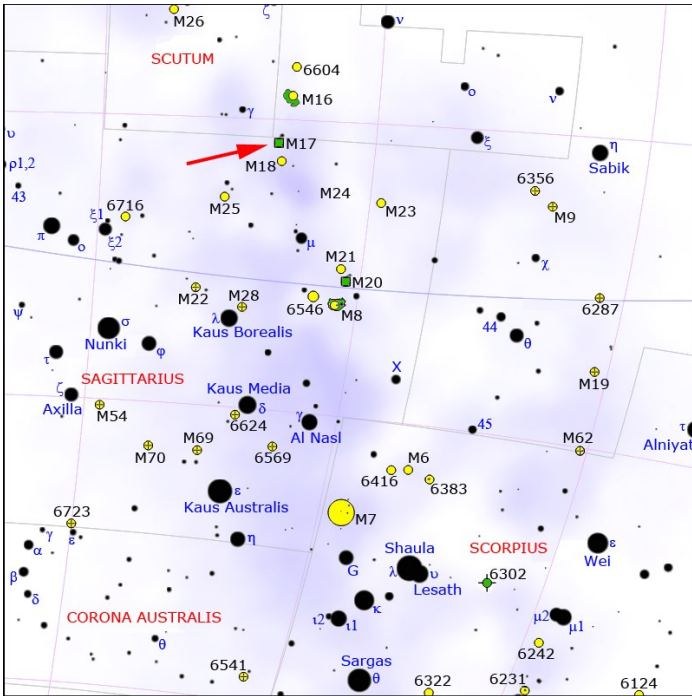 M26
ζ
ν
SCUTUM
6604
M16
ο
ν
γ
υ
M17
ξ
η
ρ1,2
M18
Sabik
43
M24
6356
6716
M25
M23
M9
ξ1
π
ο
ξ2
μ
M21
χ
M20
M22
M28
6546
M8
ψ
λ
6287
σ
Kaus Borealis
44
Nunki
φ
θ
τ
X
M19
SAGITTARIUS
ζ
Kaus Media
Axilla
δ
γ
M54
6624
Al Nasl
45
τ
M62
Alniyat
M70
M69
6569
M6
6416
6383
ε
Kaus Australis
M7
6723
γ
ε
η
Shaula
SCORPIUS
ε
α
G
Wei
β
λ
υ
6302
Lesath
δ
κ
CORONA AUSTRALIS
ι2
ι1
μ2
μ1
θ
6242
6541
Sargas
θ
6322
6231
6124